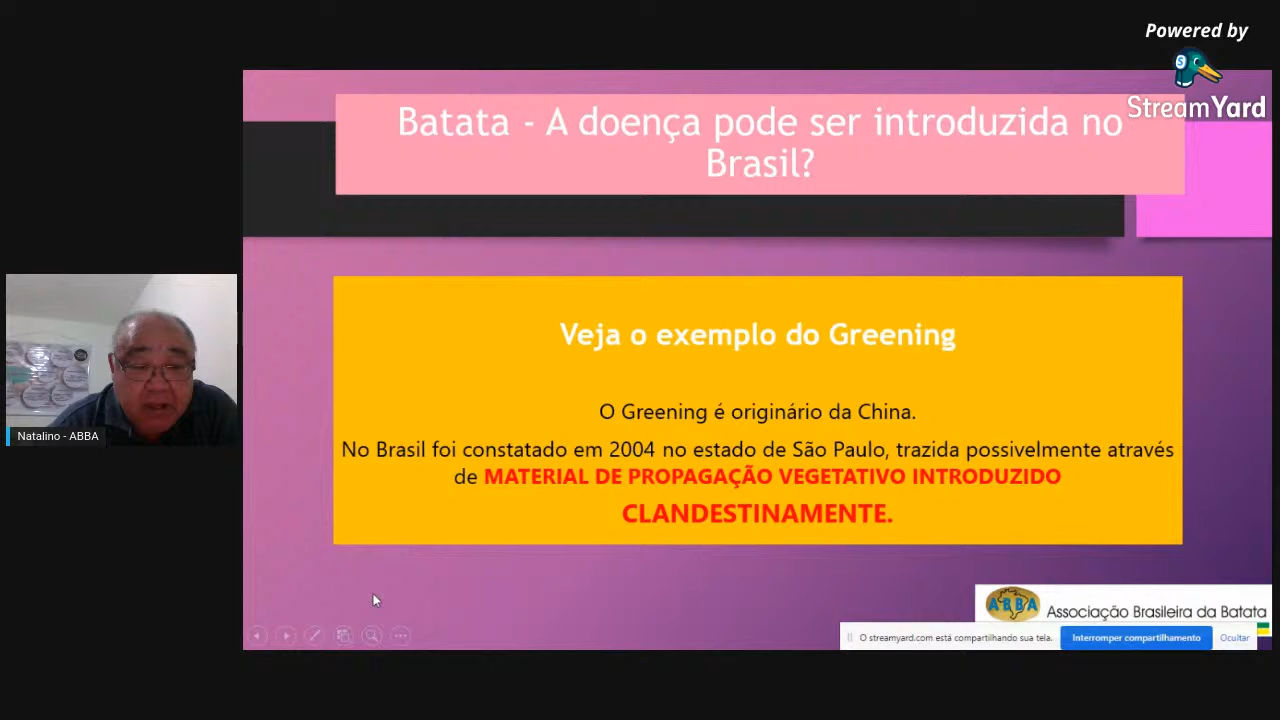 Powered by
StreamYard
Batata - A doença pode ser introduzida no
Brasil?
Veja o exemplo do Greening
O Greening é originário da China.
No Brasil foi constatado em 2004 no estado de São Paulo, trazida possivelmente através
de MATERIAL DE PROPAGAÇÃO VEGETATIVO INTRODUZIDO
CLANDESTINAMENTE.
Natalino - ABBA
ABBA Associação Brasileira da Batata
O streamyard.com está compartilhando sua tela. Interromper compartilhamento Ocultar